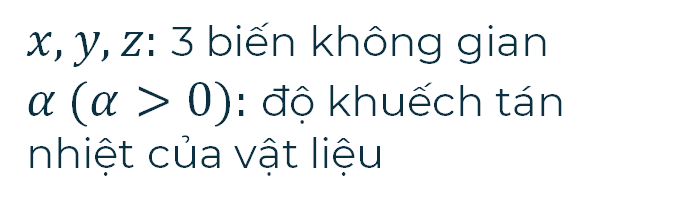 x, y, z: 3 biến không gian
α (α > 0): độ khuếch tán
nhiệt của vật liệu